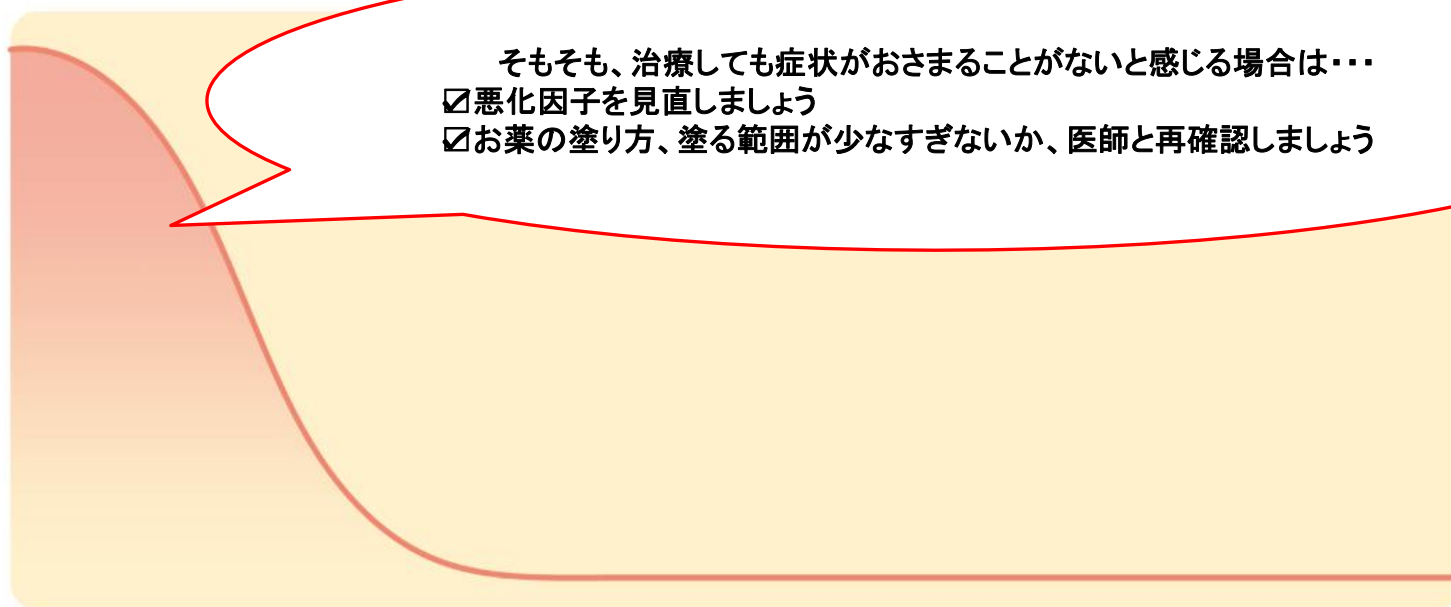 そもそも、治療しても症状がおさまることがないと感じる場合は・・・
☑悪化因子を見直しましょう
☑お薬の塗り方、塗る範囲が少なすぎないか、医師と再確認しましょう